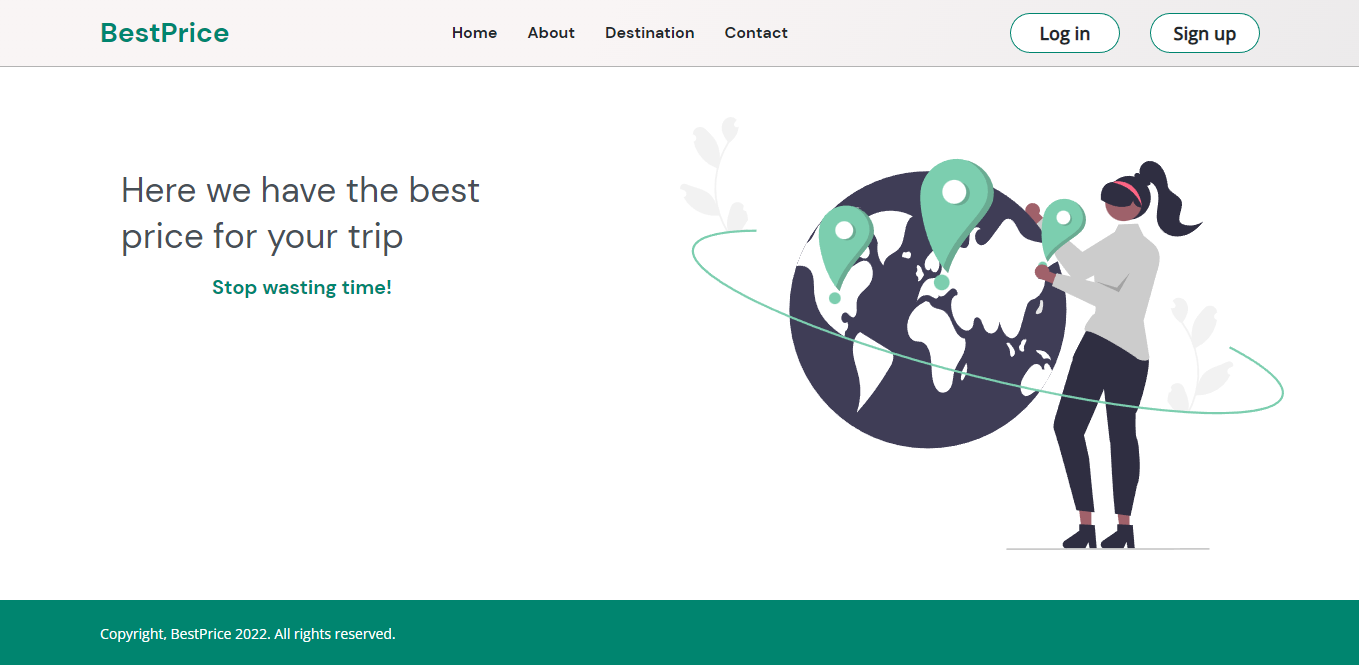 BestPrice
Home
About
Destination
Contact
Log in
Sign up
Here we have the best
price for your trip
Stop wasting time!
Copyright, BestPrice 2022. All rights reserved.